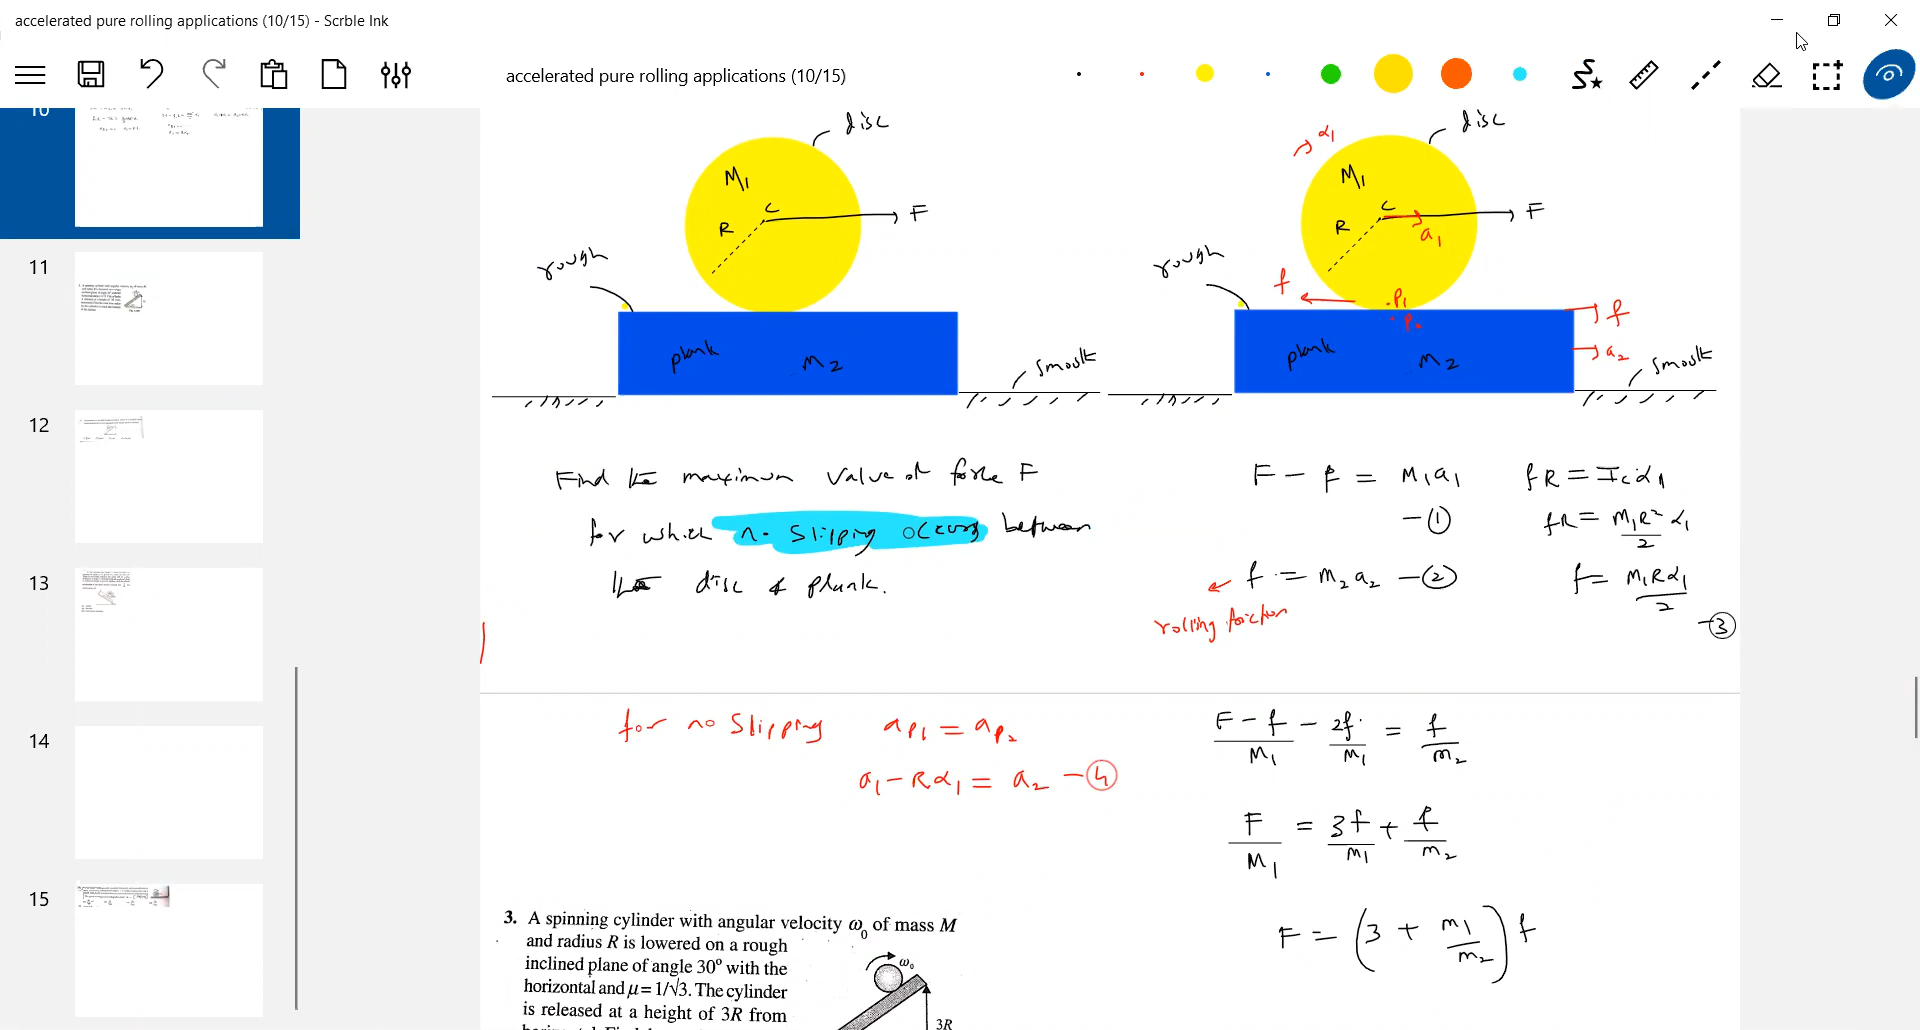 accelerated pure rolling applications (10/15) - Scrble Ink
accelerated pure rolling applications (10/15)
10
11
12
13
14
15
disc
M1
C
R
F
rough
plank
M2
smooth
disc
α1
M1
C
R
F
a1
rough
f
P1
P2
f
a2
plank
M2
smooth
Find the maximum value of force F
for which no slipping occurs between
the disc & plank.
F - f = M1a1
- ①
f = m2a2 - ②
rolling friction
fR = Icα1
fR = M1R²/2 α1
f = M1Rα1/2
- ③
for no slipping aP1 = aP2
a1 - Rα1 = a2 - ④
F - f/M1 - 2f/M1 = f/m2
F/M1 = 3f/M1 + f/m2
F = (3 + m1/m2) f
3. A spinning cylinder with angular velocity ω0 of mass M
and radius R is lowered on a rough
inclined plane of angle 30° with the
horizontal and μ = 1/√3. The cylinder
is released at a height of 3R from
ω0
3R